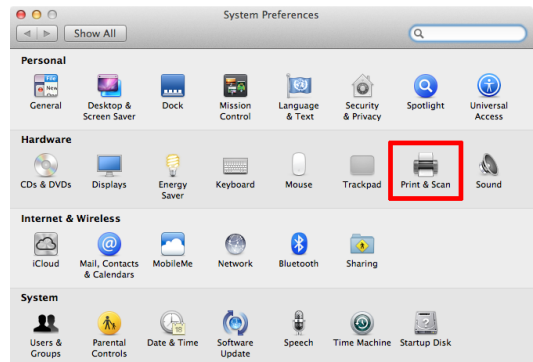 System Preferences
Show All
Personal
General
Desktop &
Screen Saver
Dock
Mission
Control
Language
& Text
Security
& Privacy
Spotlight
Universal
Access
Hardware
CDs & DVDs
Displays
Energy
Saver
Keyboard
Mouse
Trackpad
Print & Scan
Sound
Internet & Wireless
iCloud
Mail, Contacts
& Calendars
MobileMe
Network
Bluetooth
Sharing
System
Users &
Groups
Parental
Controls
Date & Time
Software
Update
Speech
Time Machine
Startup Disk